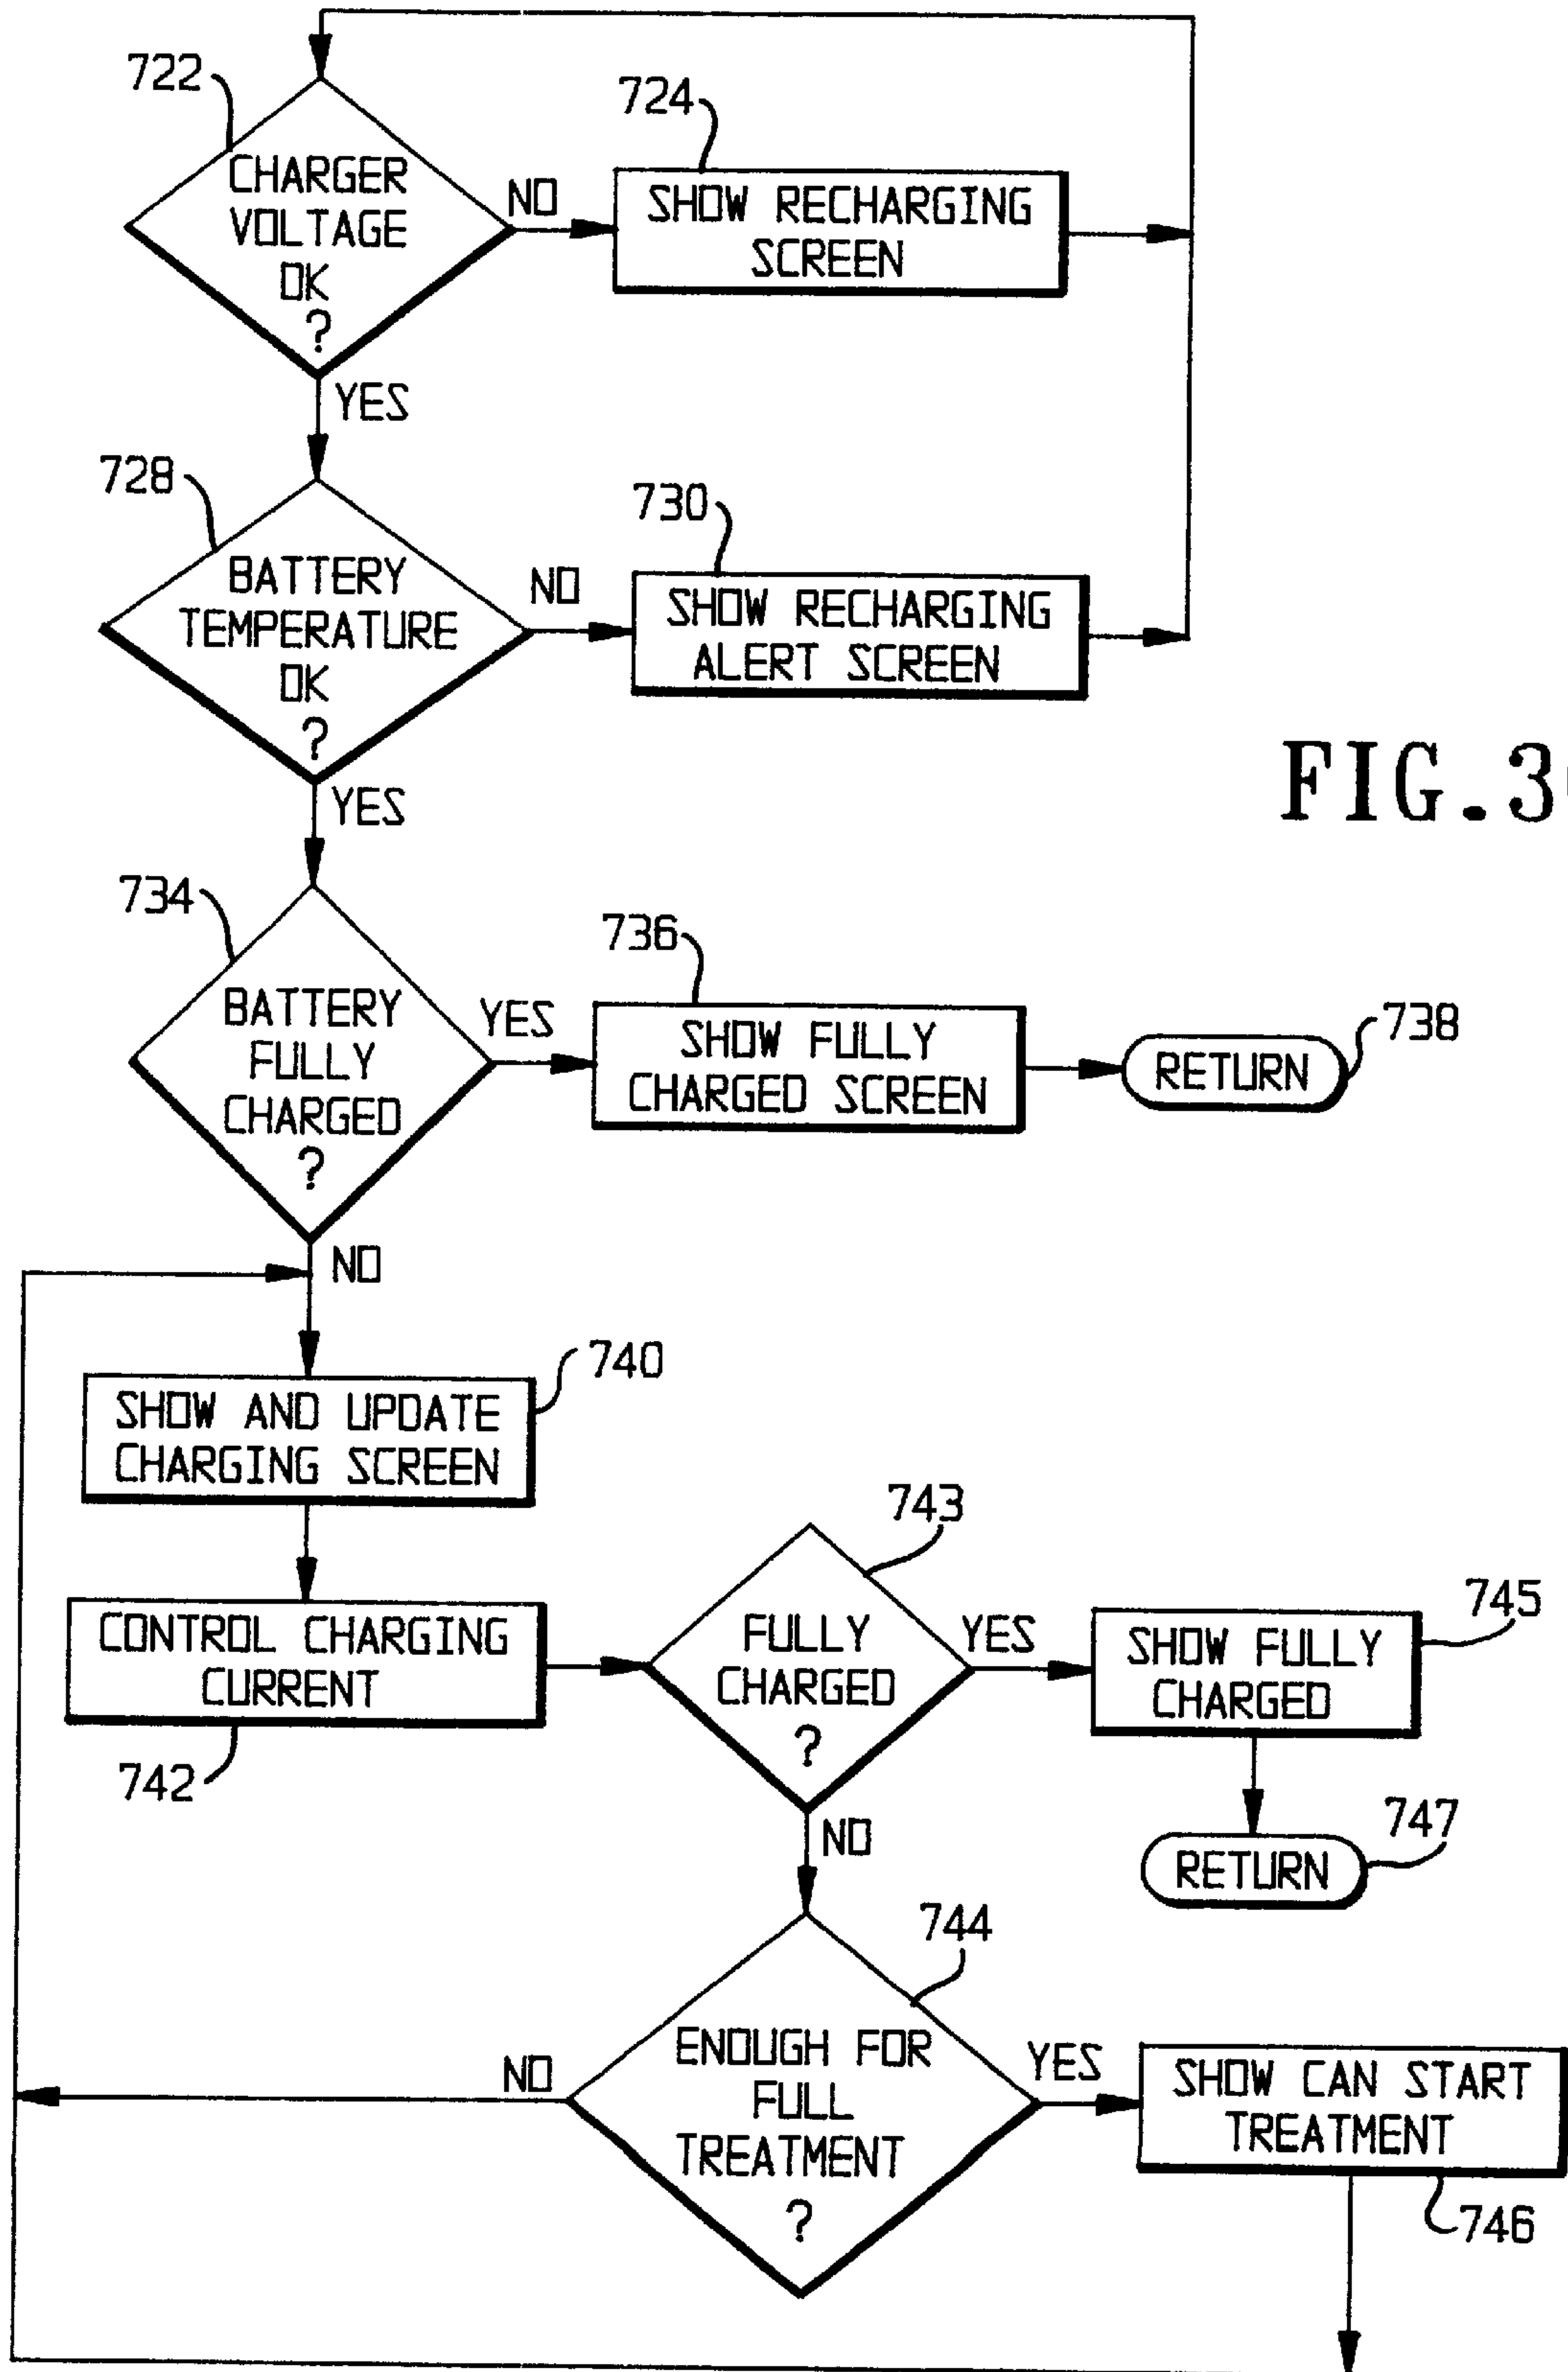 722
CHARGER
VOLTAGE
OK
?
NO
724
SHOW RECHARGING
SCREEN
YES
728
BATTERY
TEMPERATURE
OK
?
NO
730
SHOW RECHARGING
ALERT SCREEN
YES
FIG.3
734
BATTERY
FULLY
CHARGED
?
YES
736
SHOW FULLY
CHARGED SCREEN
RETURN
738
NO
740
SHOW AND UPDATE
CHARGING SCREEN
CONTROL CHARGING
CURRENT
742
743
FULLY
CHARGED
?
YES
745
SHOW FULLY
CHARGED
747
RETURN
NO
744
ENOUGH FOR
FULL
TREATMENT
?
NO
YES
SHOW CAN START
TREATMENT
746